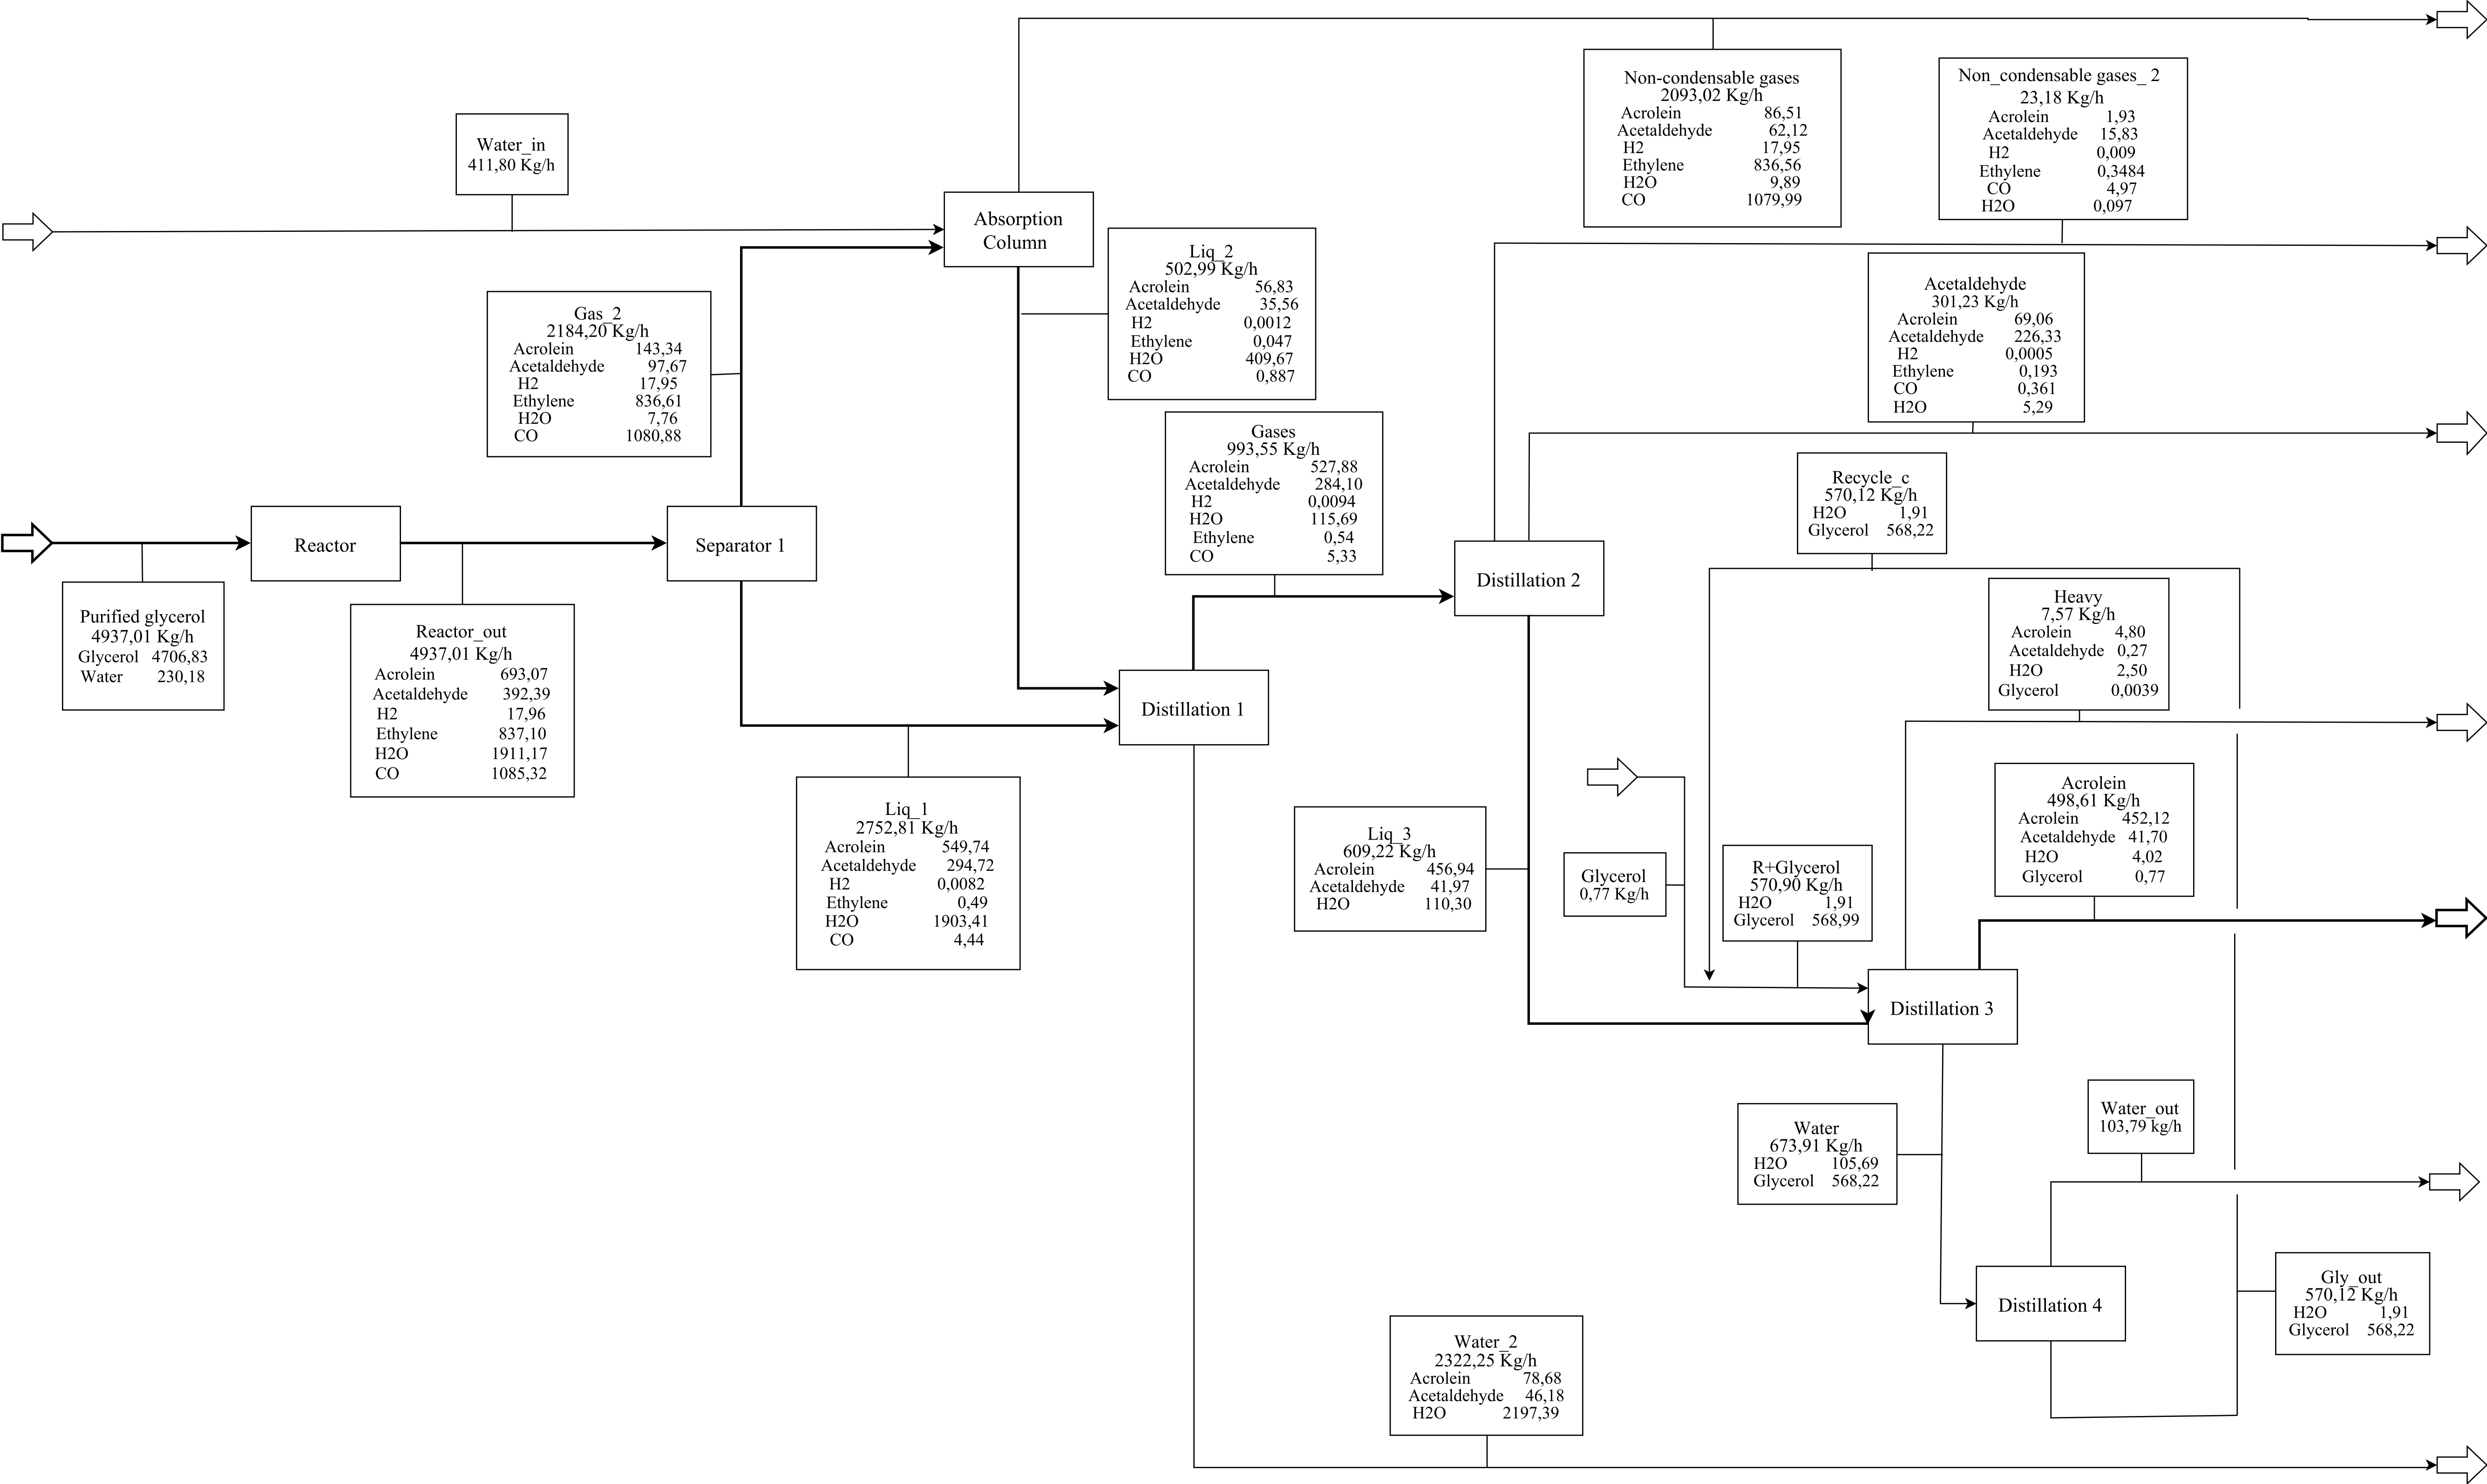 Non-condensable gases
2093,02 Kg/h
Acrolein 86,51
Acetaldehyde 62,12
H2 17,95
Ethylene 836,56
H2O 9,89
CO 1079,99
Non_condensable gases_ 2
23,18 Kg/h
Acrolein 1,93
Acetaldehyde 15,83
H2 0,009
Ethylene 0,3484
CO 4,97
H2O 0,097
Water_in
411,80 Kg/h
Absorption
Column
Liq_2
502,99 Kg/h
Acrolein 56,83
Acetaldehyde 35,56
H2 0,0012
Ethylene 0,047
H2O 409,67
CO 0,887
Acetaldehyde
301,23 Kg/h
Acrolein 69,06
Acetaldehyde 226,33
H2 0,0005
Ethylene 0,193
CO 0,361
H2O 5,29
Gas_2
2184,20 Kg/h
Acrolein 143,34
Acetaldehyde 97,67
H2 17,95
Ethylene 836,61
H2O 7,76
CO 1080,88
Gases
993,55 Kg/h
Acrolein 527,88
Acetaldehyde 284,10
H2 0,0094
H2O 115,69
Ethylene 0,54
CO 5,33
Recycle_c
570,12 Kg/h
H2O 1,91
Glycerol 568,22
Reactor
Separator 1
Distillation 2
Purified glycerol
4937,01 Kg/h
Glycerol 4706,83
Water 230,18
Reactor_out
4937,01 Kg/h
Acrolein 693,07
Acetaldehyde 392,39
H2 17,96
Ethylene 837,10
H2O 1911,17
CO 1085,32
Heavy
7,57 Kg/h
Acrolein 4,80
Acetaldehyde 0,27
H2O 2,50
Glycerol 0,0039
Distillation 1
Liq_1
2752,81 Kg/h
Acrolein 549,74
Acetaldehyde 294,72
H2 0,0082
Ethylene 0,49
H2O 1903,41
CO 4,44
Liq_3
609,22 Kg/h
Acrolein 456,94
Acetaldehyde 41,97
H2O 110,30
Glycerol
0,77 Kg/h
R+Glycerol
570,90 Kg/h
H2O 1,91
Glycerol 568,99
Acrolein
498,61 Kg/h
Acrolein 452,12
Acetaldehyde 41,70
H2O 4,02
Glycerol 0,77
Distillation 3
Water
673,91 Kg/h
H2O 105,69
Glycerol 568,22
Water_out
103,79 kg/h
Distillation 4
Gly_out
570,12 Kg/h
H2O 1,91
Glycerol 568,22
Water_2
2322,25 Kg/h
Acrolein 78,68
Acetaldehyde 46,18
H2O 2197,39